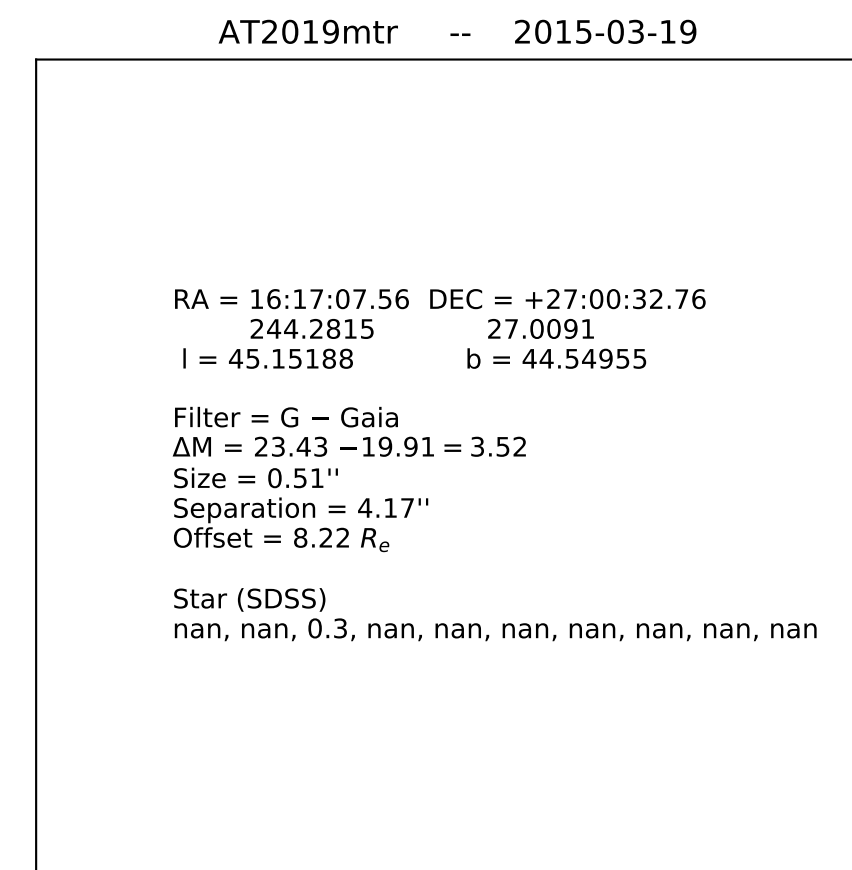 AT2019mtr -- 2015-03-19
RA = 16:17:07.56 DEC = +27:00:32.76
244.2815 27.0091
l = 45.15188 b = 44.54955
Filter = G − Gaia
ΔM = 23.43 −19.91 = 3.52
Size = 0.51''
Separation = 4.17''
Offset = 8.22 Re
Star (SDSS)
nan, nan, 0.3, nan, nan, nan, nan, nan, nan, nan